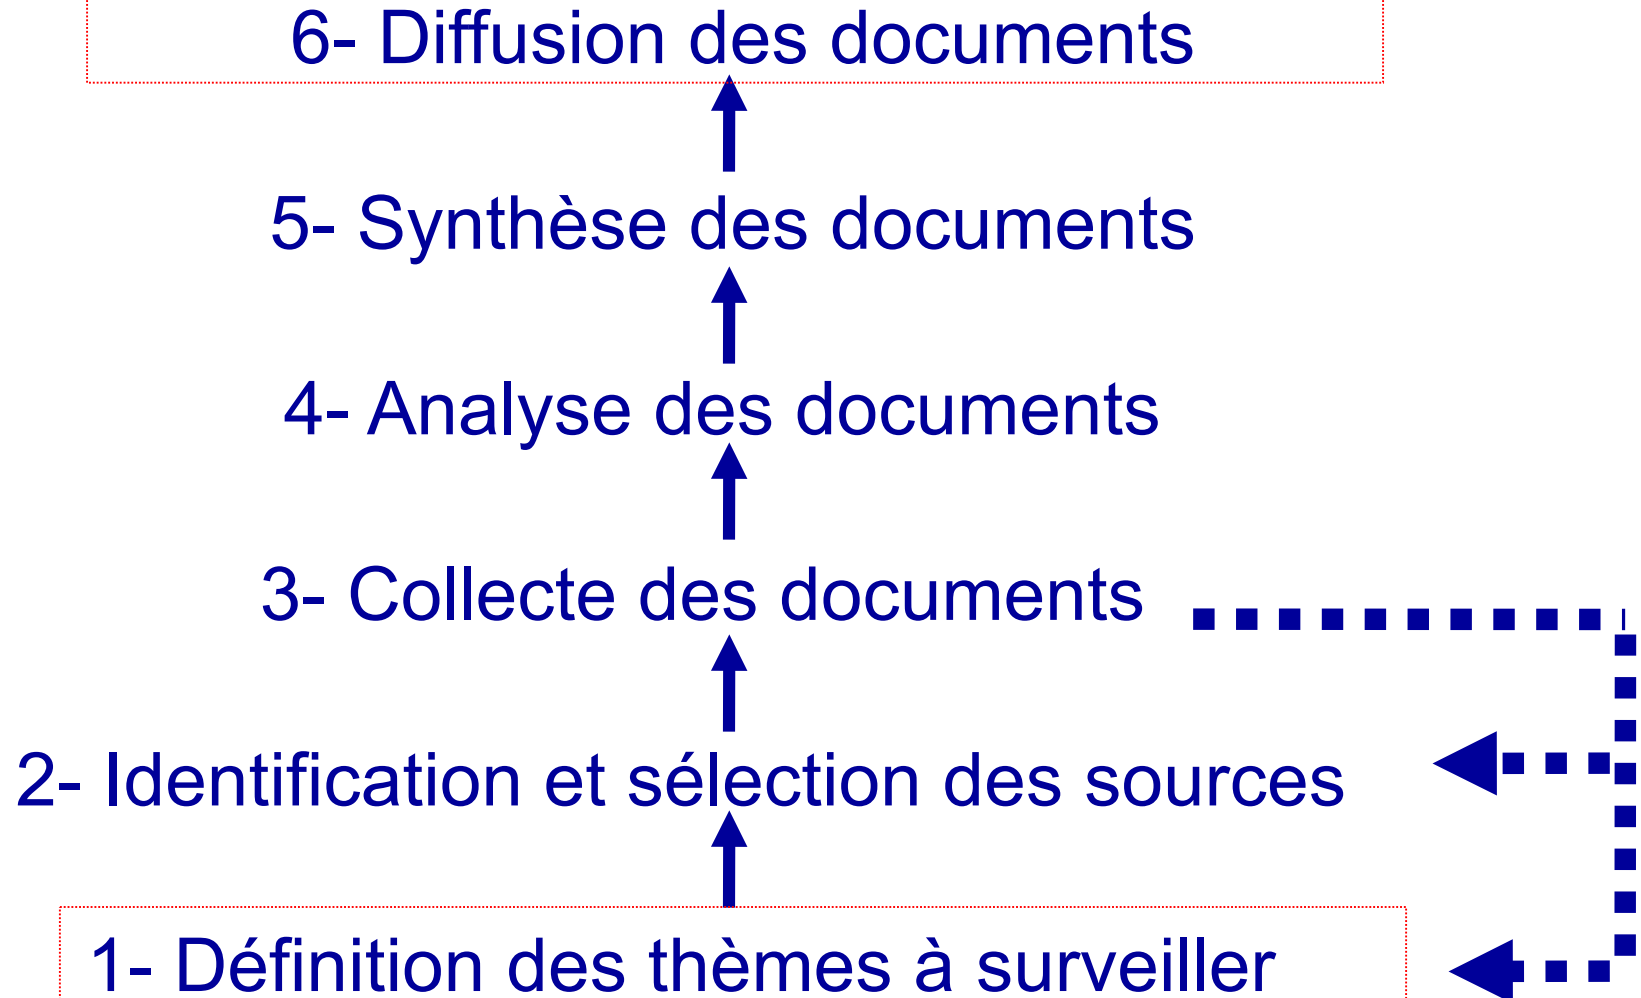 6- Diffusion des documents
5- Synthèse des documents
4- Analyse des documents
3- Collecte des documents
2- Identification et sélection des sources
1- Définition des thèmes à surveiller